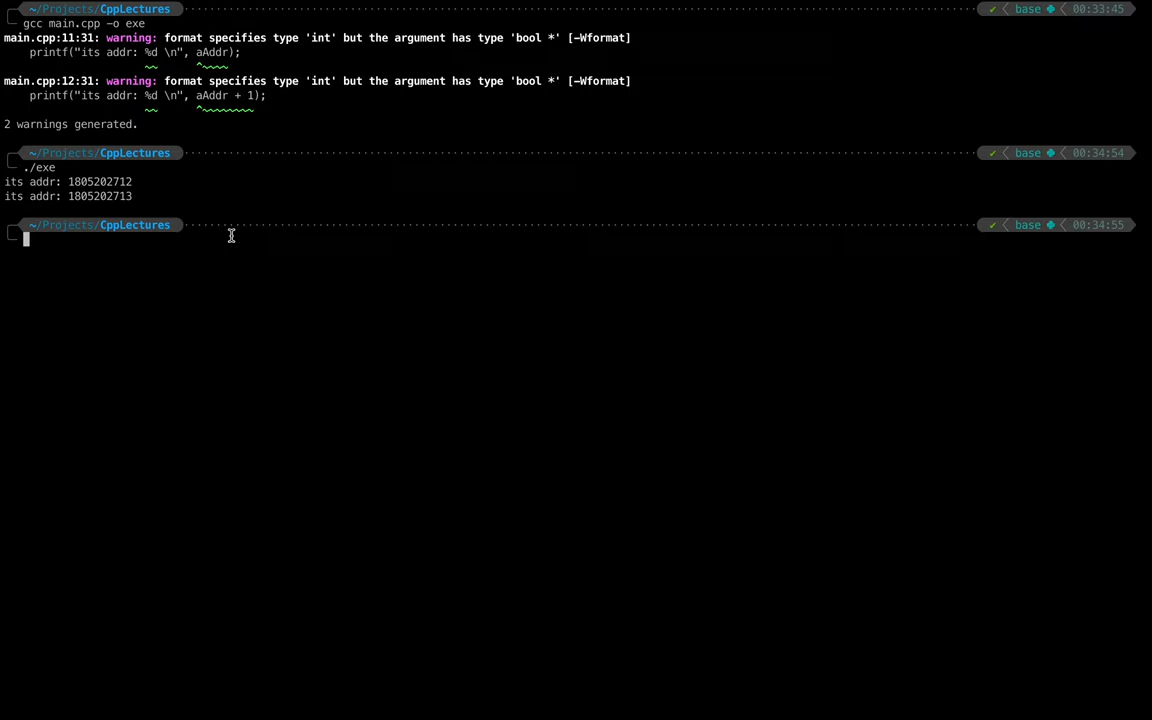 ~/Projects/CppLectures ✔ base 00:33:45
gcc main.cpp -o exe
main.cpp:11:31: warning: format specifies type 'int' but the argument has type 'bool *' [-Wformat]
printf("its addr: %d \n", aAddr);
main.cpp:12:31: warning: format specifies type 'int' but the argument has type 'bool *' [-Wformat]
printf("its addr: %d \n", aAddr + 1);
2 warnings generated.
~/Projects/CppLectures ✔ base 00:34:54
./exe
its addr: 1805202712
its addr: 1805202713
~/Projects/CppLectures ✔ base 00:34:55